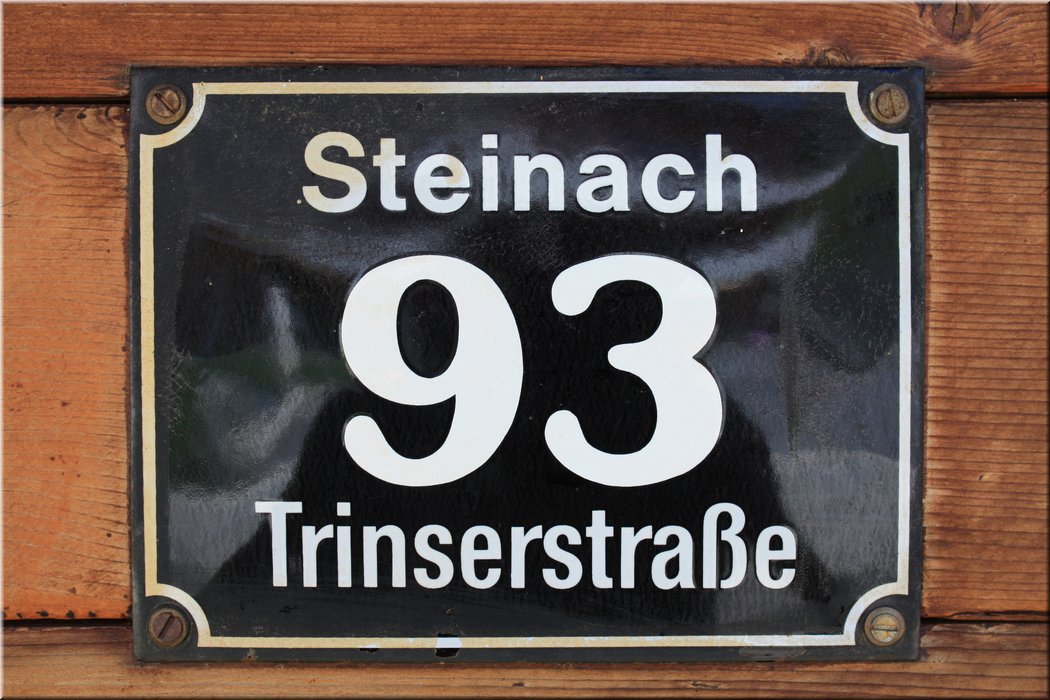 Steinach
93
Trinserstraße